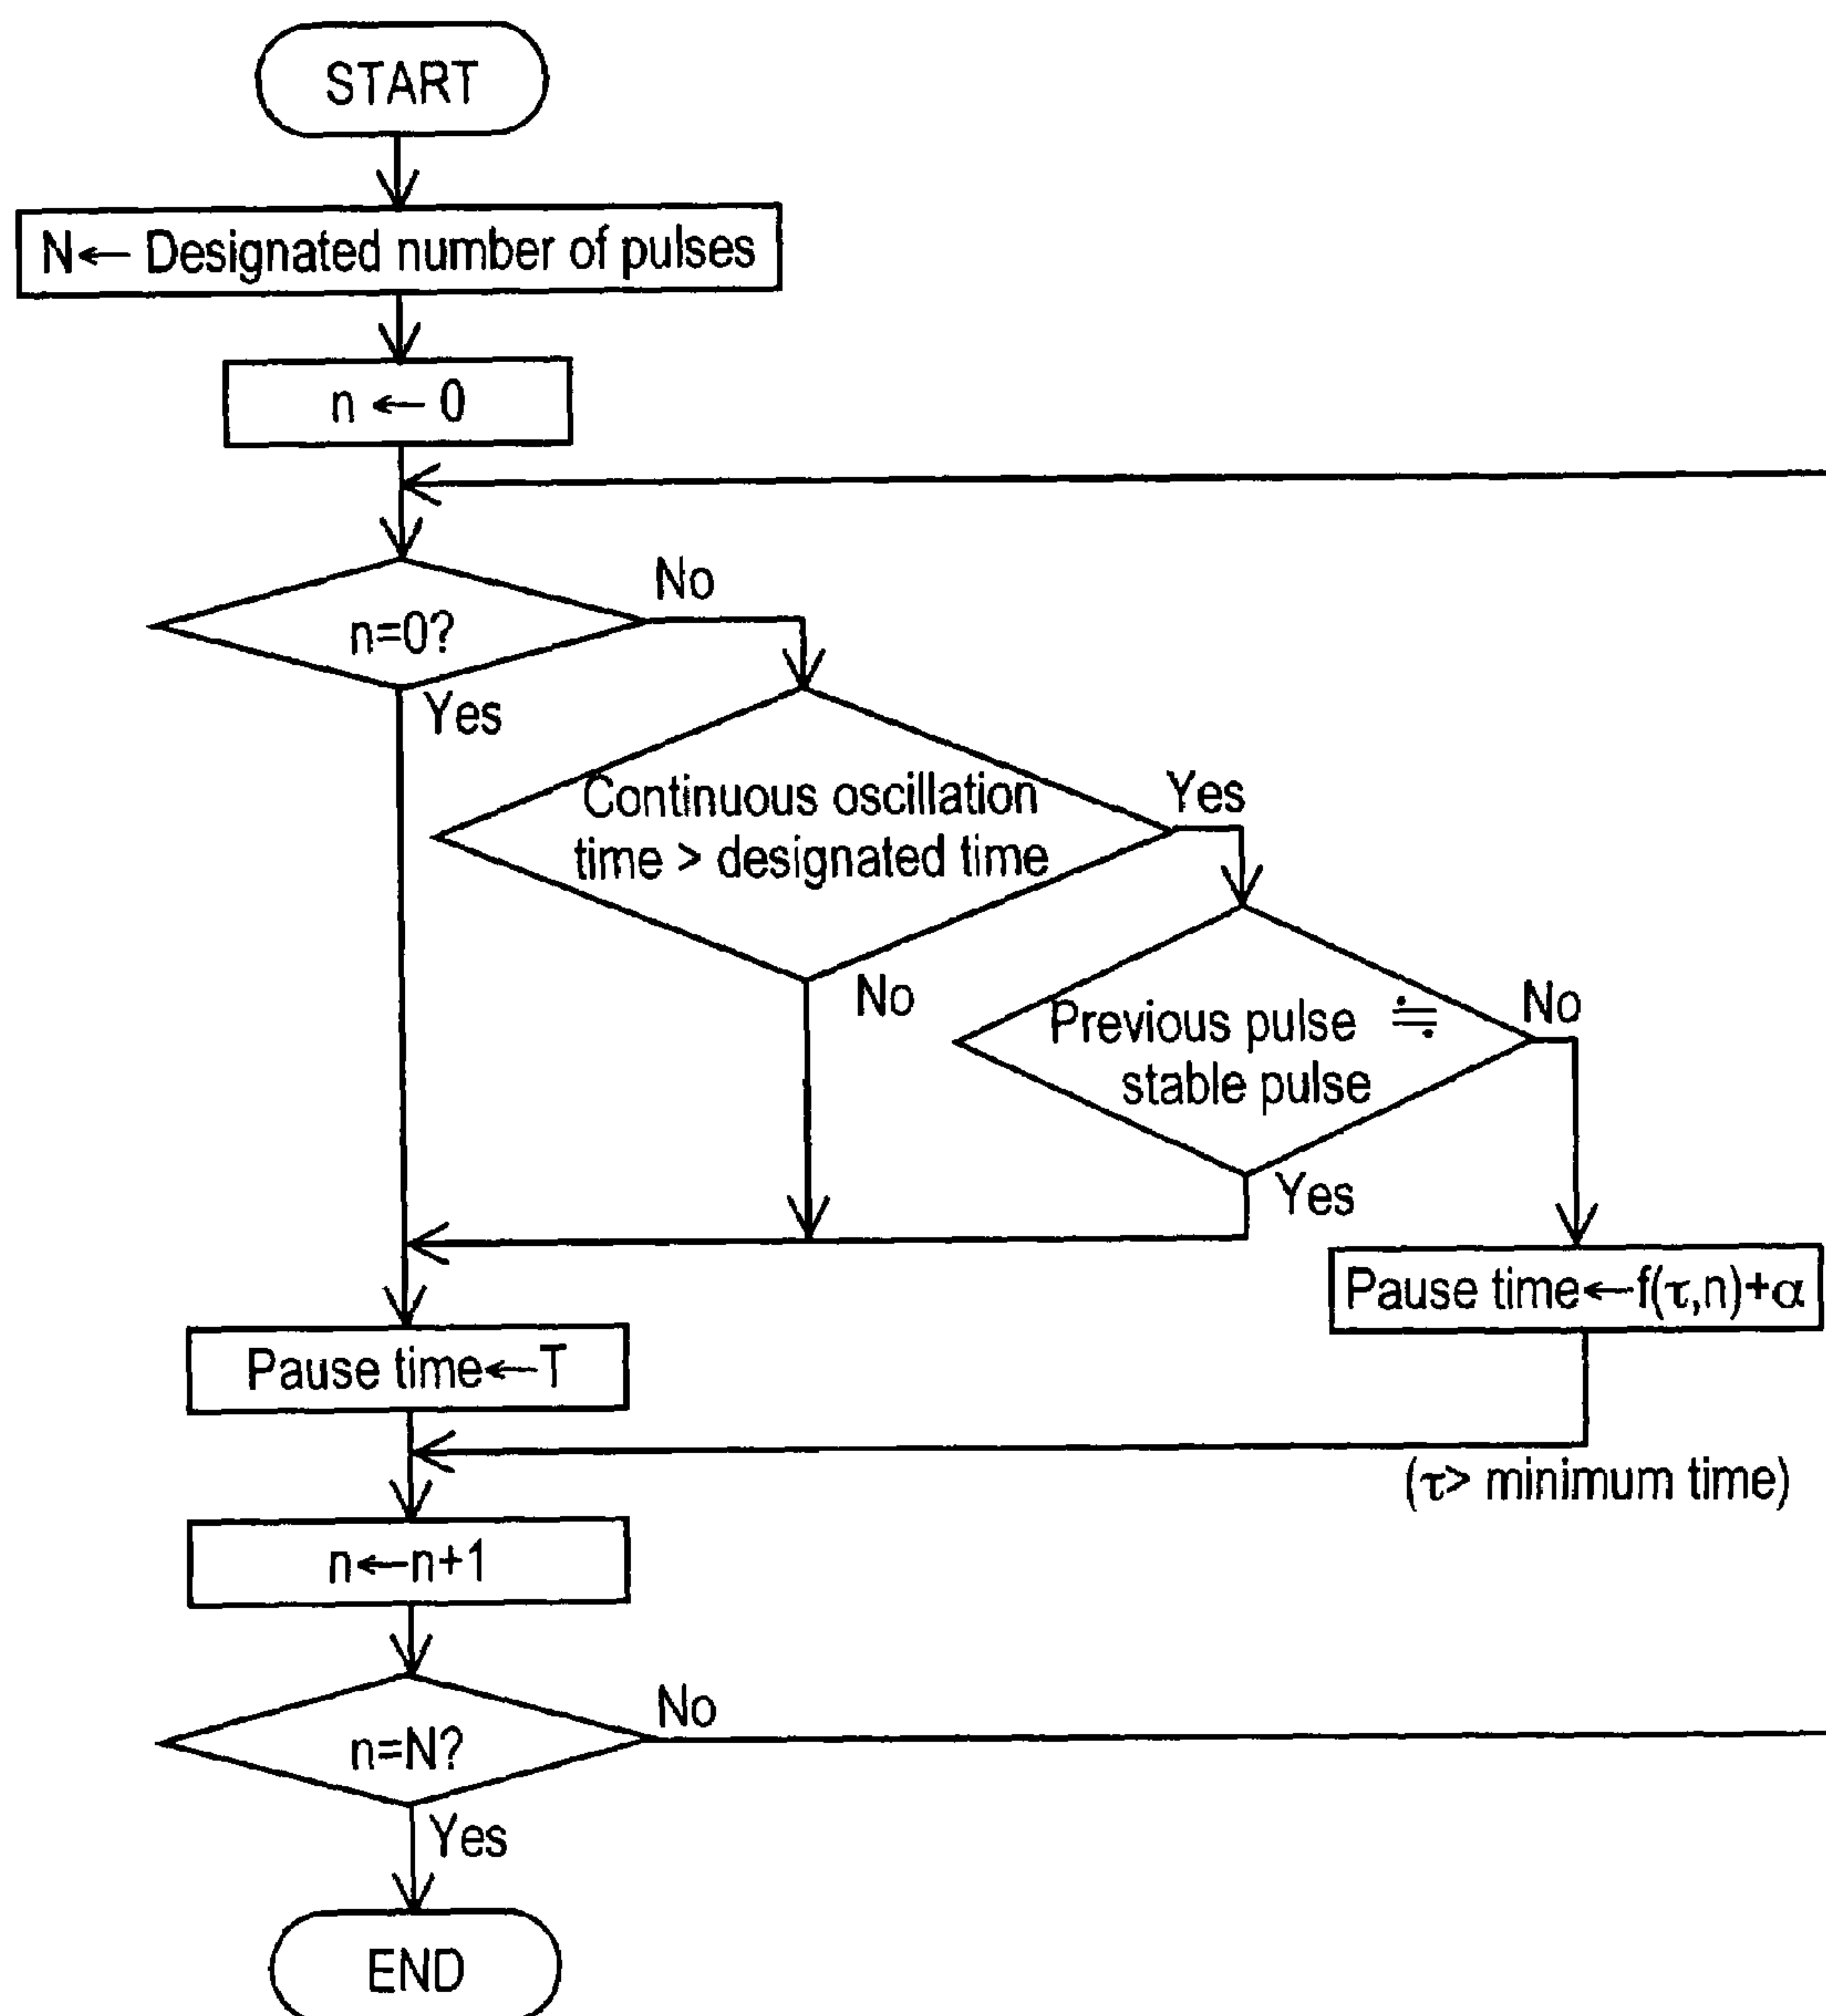 START
N← Designated number of pulses
n ← 0
n=0?
No
Yes
Continuous oscillation
time > designated time
Yes
No
Previous pulse ≒
stable pulse
No
Yes
Pause time←f(τ,n)+α
Pause time←T
(τ> minimum time)
n←n+1
n=N?
No
Yes
END